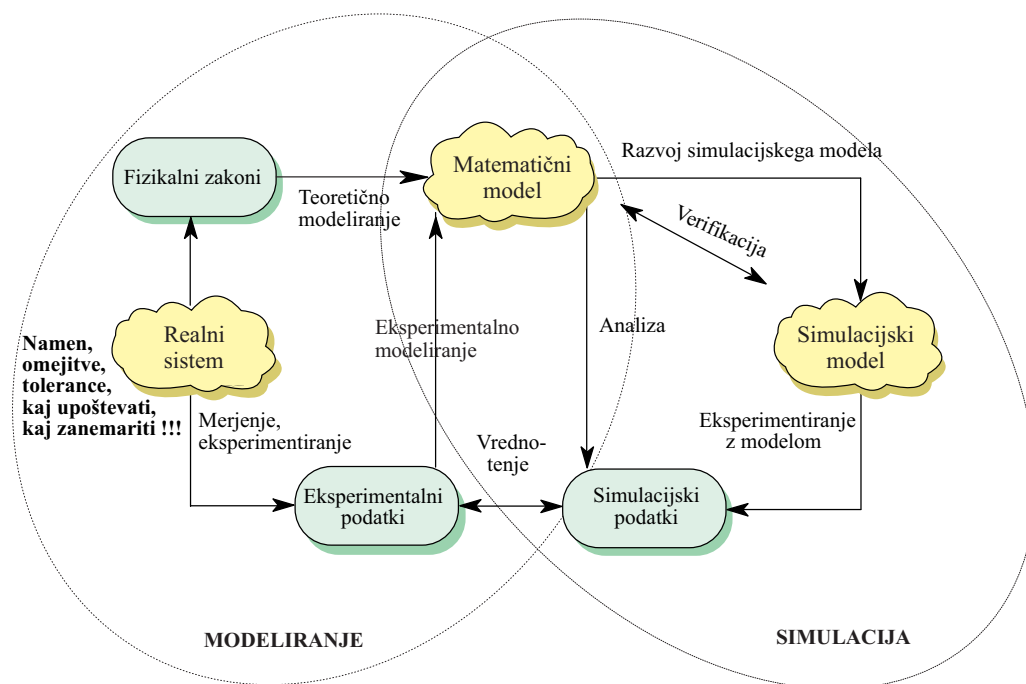 Fizikalni zakoni
Teoretično
modeliranje
Matematični
model
Razvoj simulacijskega modela
Verifikacija
Realni
sistem
Namen,
omejitve,
tolerance,
kaj upoštevati,
kaj zanemariti !!!
Eksperimentalno
modeliranje
Analiza
Simulacijski
model
Merjenje,
eksperimentiranje
Vredno-
tenje
Eksperimentiranje
z modelom
Eksperimentalni
podatki
Simulacijski
podatki
MODELIRANJE
SIMULACIJA